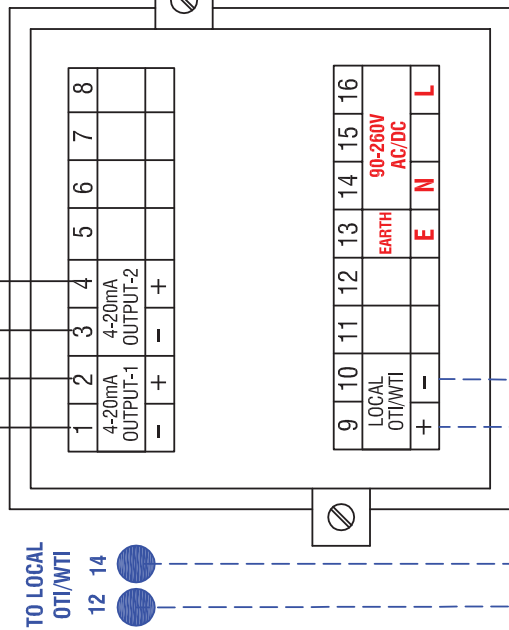 8
7
6
5
4
3
2
1
4-20mA
OUTPUT-2
4-20mA
OUTPUT-1
+
-
+
-
16
15
14
13
12
11
10
9
90-260V
AC/DC
EARTH
LOCAL
OTI/WTI
L
N
E
-
+
TO LOCAL
OTI/WTI
12 14